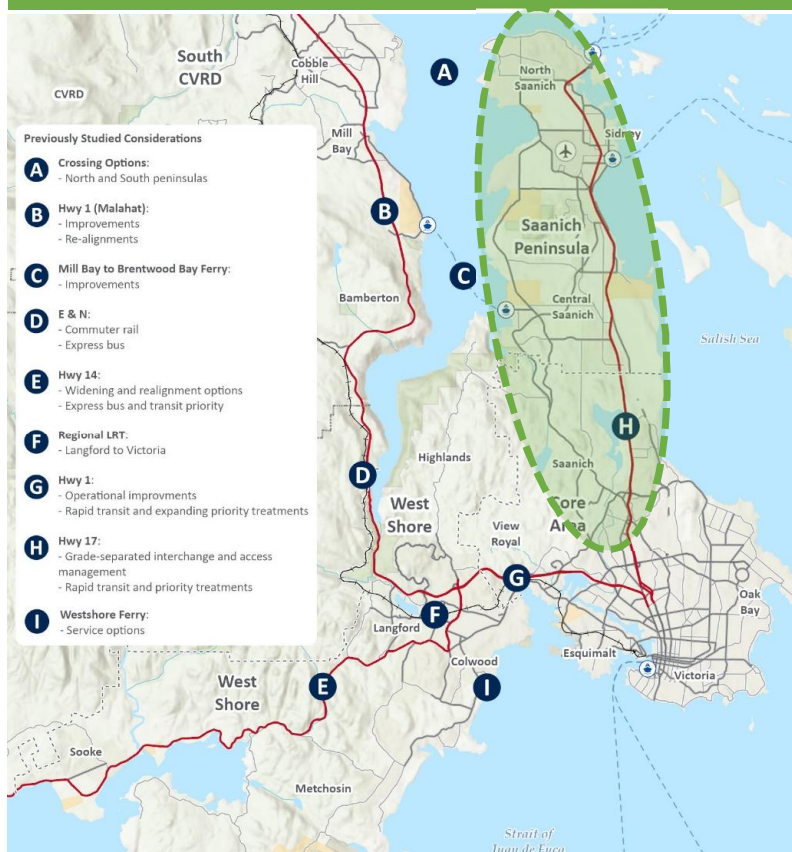 South
CVRD
Cobble
Hill
CVRD
A
North
Saanich
Mill
Bay
Sidney
Previously Studied Considerations
A Crossing Options:
- North and South peninsulas
B Hwy 1 (Malahat):
- Improvements
- Re-alignments
C Mill Bay to Brentwood Bay Ferry:
- Improvements
D E & N:
- Commuter rail
- Express bus
E Hwy 14:
- Widening and realignment options
- Express bus and transit priority
F Regional LRT:
- Langford to Victoria
G Hwy 1:
- Operational improvments
- Rapid transit and expanding priority treatments
H Hwy 17:
- Grade-separated interchange and access
management
- Rapid transit and priority treatments
I Westshore Ferry:
- Service options
B
Saanich
Peninsula
C
Bamberton
Central
Saanich
Salish Sea
H
Highlands
Saanich
D
West
Shore
View
Royal
Core
Area
G
Oak
Bay
F
Langford
Esquimalt
Colwood
Victoria
West
Shore
E
I
Sooke
Metchosin
Strait of
Juan de Fuca